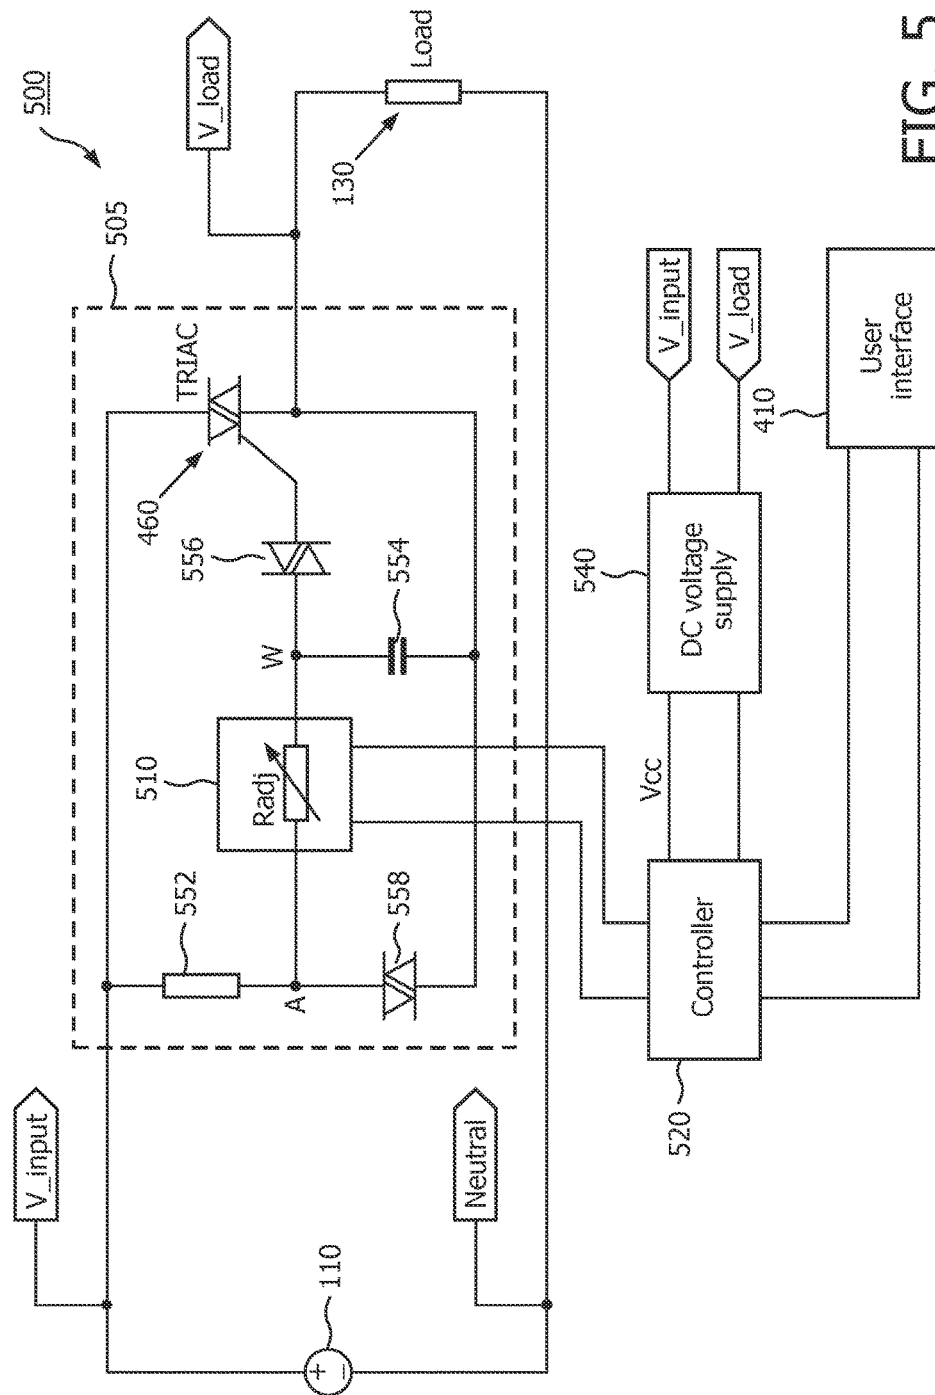 500
V_input
505
V_load
TRIAC
460
552
510
Radj
556
W
554
A
558
Load
130
110
+
−
Neutral
520
Controller
Vcc
540
DC voltage
supply
V_input
V_load
410
User
interface
FIG. 5